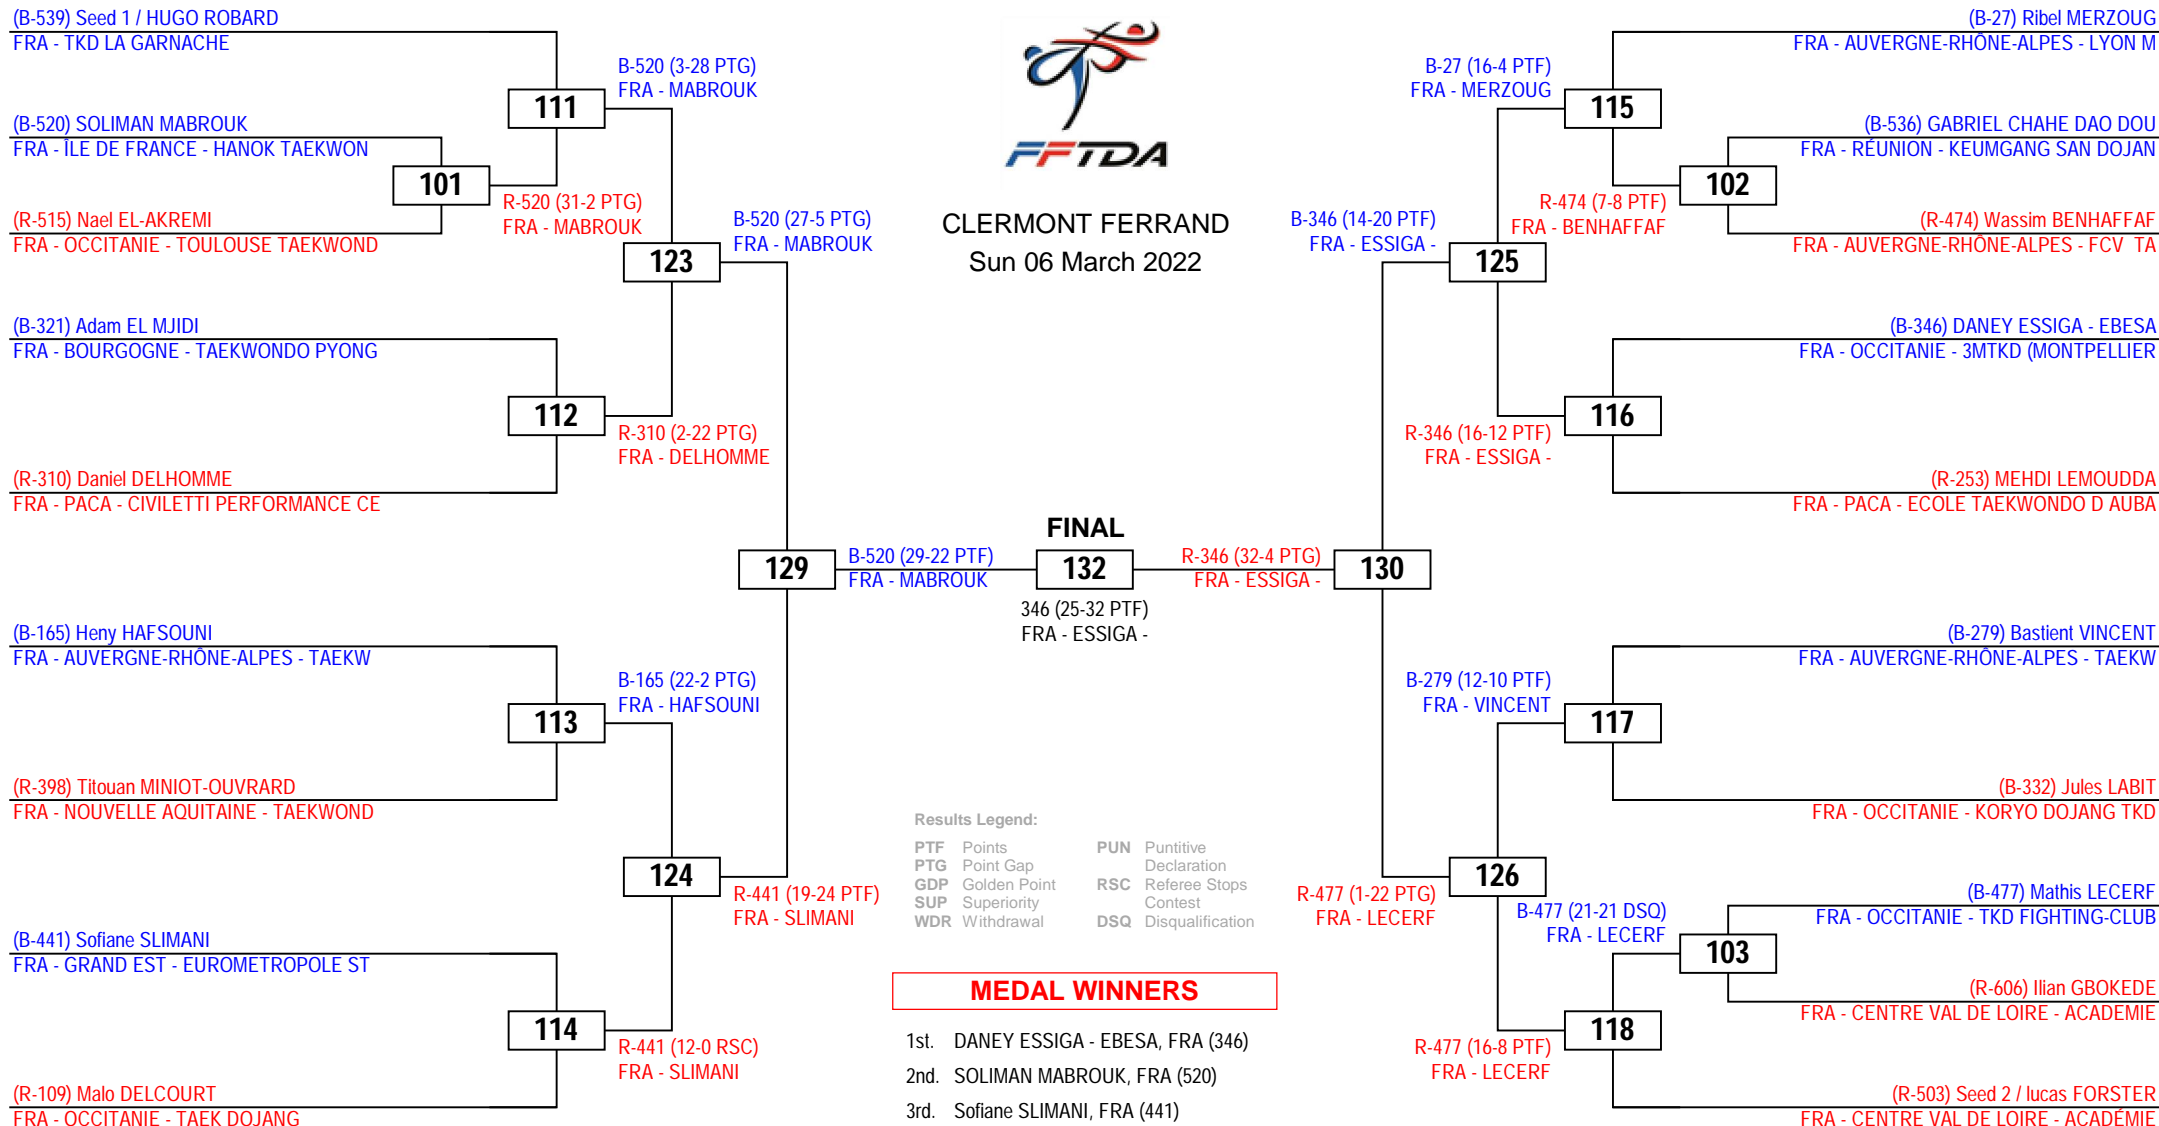 (B-539) Seed 1 / HUGO ROBARD
FRA - TKD LA GARNACHE
(B-520) SOLIMAN MABROUK
FRA - ÎLE DE FRANCE - HANOK TAEKWON
(R-515) Nael EL-AKREMI
FRA - OCCITANIE - TOULOUSE TAEKWOND
(B-321) Adam EL MJIDI
FRA - BOURGOGNE - TAEKWONDO PYONG
(R-310) Daniel DELHOMME
FRA - PACA - CIVILETTI PERFORMANCE CE
(B-165) Heny HAFSOUNI
FRA - AUVERGNE-RHÔNE-ALPES - TAEKW
(R-398) Titouan MINIOT-OUVRARD
FRA - NOUVELLE AQUITAINE - TAEKWOND
(B-441) Sofiane SLIMANI
FRA - GRAND EST - EUROMETROPOLE ST
(R-109) Malo DELCOURT
FRA - OCCITANIE - TAEK DOJANG
101
R-520 (31-2 PTG)
FRA - MABROUK
111
B-520 (3-28 PTG)
FRA - MABROUK
112
R-310 (2-22 PTG)
FRA - DELHOMME
113
B-165 (22-2 PTG)
FRA - HAFSOUNI
114
R-441 (12-0 RSC)
FRA - SLIMANI
123
B-520 (27-5 PTG)
FRA - MABROUK
124
R-441 (19-24 PTF)
FRA - SLIMANI
129
B-520 (29-22 PTF)
FRA - MABROUK
FFTDA
CLERMONT FERRAND
Sun 06 March 2022
FINAL
132
346 (25-32 PTF)
FRA - ESSIGA -
R-346 (32-4 PTG)
FRA - ESSIGA -
130
B-346 (14-20 PTF)
FRA - ESSIGA -
125
R-477 (1-22 PTG)
FRA - LECERF
126
B-27 (16-4 PTF)
FRA - MERZOUG
115
R-346 (16-12 PTF)
FRA - ESSIGA -
116
B-279 (12-10 PTF)
FRA - VINCENT
117
R-477 (16-8 PTF)
FRA - LECERF
118
R-474 (7-8 PTF)
FRA - BENHAFFAF
102
B-477 (21-21 DSQ)
FRA - LECERF
103
(B-27) Ribel MERZOUG
FRA - AUVERGNE-RHÔNE-ALPES - LYON M
(B-536) GABRIEL CHAHE DAO DOU
FRA - RÉUNION - KEUMGANG SAN DOJAN
(R-474) Wassim BENHAFFAF
FRA - AUVERGNE-RHÔNE-ALPES - FCV TA
(B-346) DANEY ESSIGA - EBESA
FRA - OCCITANIE - 3MTKD (MONTPELLIER
(R-253) MEHDI LEMOUDDA
FRA - PACA - ECOLE TAEKWONDO D AUBA
(B-279) Bastient VINCENT
FRA - AUVERGNE-RHÔNE-ALPES - TAEKW
(B-332) Jules LABIT
FRA - OCCITANIE - KORYO DOJANG TKD
(B-477) Mathis LECERF
FRA - OCCITANIE - TKD FIGHTING-CLUB
(R-606) Ilian GBOKEDE
FRA - CENTRE VAL DE LOIRE - ACADÉMIE
(R-503) Seed 2 / lucas FORSTER
FRA - CENTRE VAL DE LOIRE - ACADÉMIE
Results Legend:
PTF Points
PTG Point Gap
GDP Golden Point
SUP Superiority
WDR Withdrawal
PUN Puntitive
Declaration
RSC Referee Stops
Contest
DSQ Disqualification
MEDAL WINNERS
1st. DANEY ESSIGA - EBESA, FRA (346)
2nd. SOLIMAN MABROUK, FRA (520)
3rd. Sofiane SLIMANI, FRA (441)